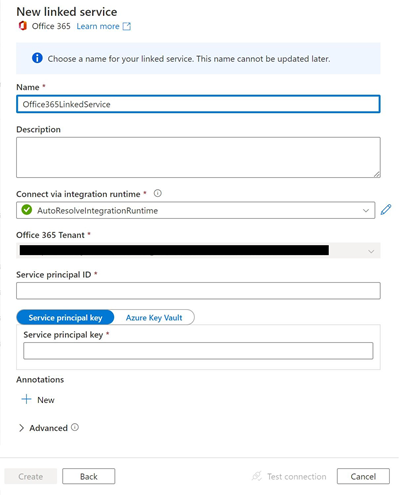 New linked service
Office 365 Learn more
Choose a name for your linked service. This name cannot be updated later.
Name *
Office365LinkedService
Description
Connect via integration runtime *
AutoResolveIntegrationRuntime
Office 365 Tenant *
Service principal ID *
Service principal key Azure Key Vault
Service principal key *
Annotations
New
Advanced
Create Back Test connection Cancel